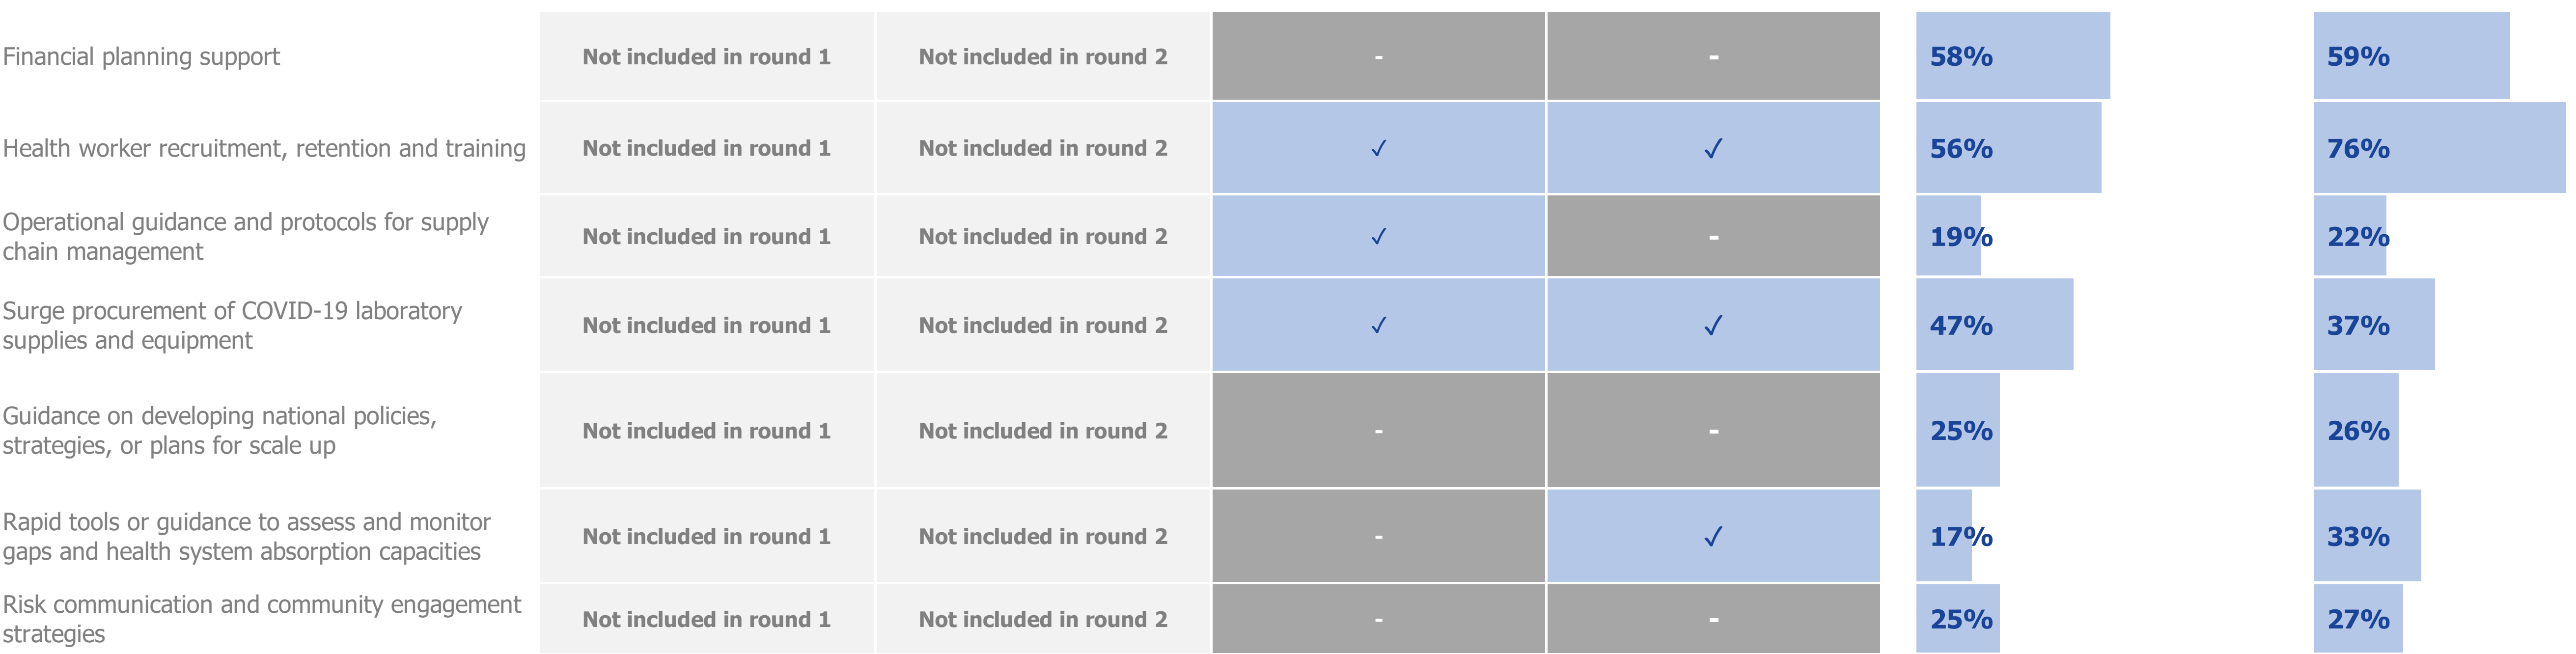 Financial planning support
Not included in round 1
Not included in round 2
-
-
58%
59%
Health worker recruitment, retention and training
Not included in round 1
Not included in round 2
✓
✓
56%
76%
Operational guidance and protocols for supply
chain management
Not included in round 1
Not included in round 2
✓
-
19%
22%
Surge procurement of COVID-19 laboratory
supplies and equipment
Not included in round 1
Not included in round 2
✓
✓
47%
37%
Guidance on developing national policies,
strategies, or plans for scale up
Not included in round 1
Not included in round 2
-
-
25%
26%
Rapid tools or guidance to assess and monitor
gaps and health system absorption capacities
Not included in round 1
Not included in round 2
-
✓
17%
33%
Risk communication and community engagement
strategies
Not included in round 1
Not included in round 2
-
-
25%
27%